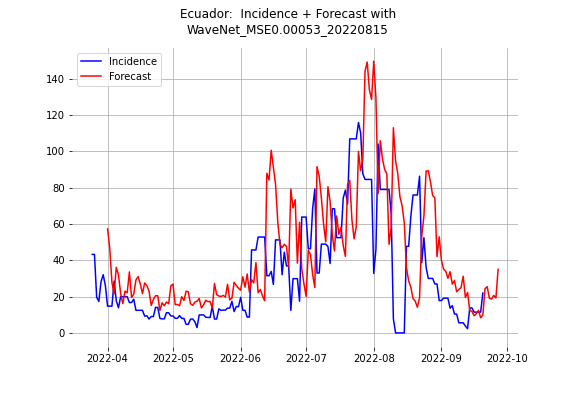 Ecuador:  Incidence + Forecast with
WaveNet_MSE0.00053_20220815
Incidence
Forecast
140
120
100
80
60
40
20
0
2022-04 2022-05 2022-06 2022-07 2022-08 2022-09 2022-10